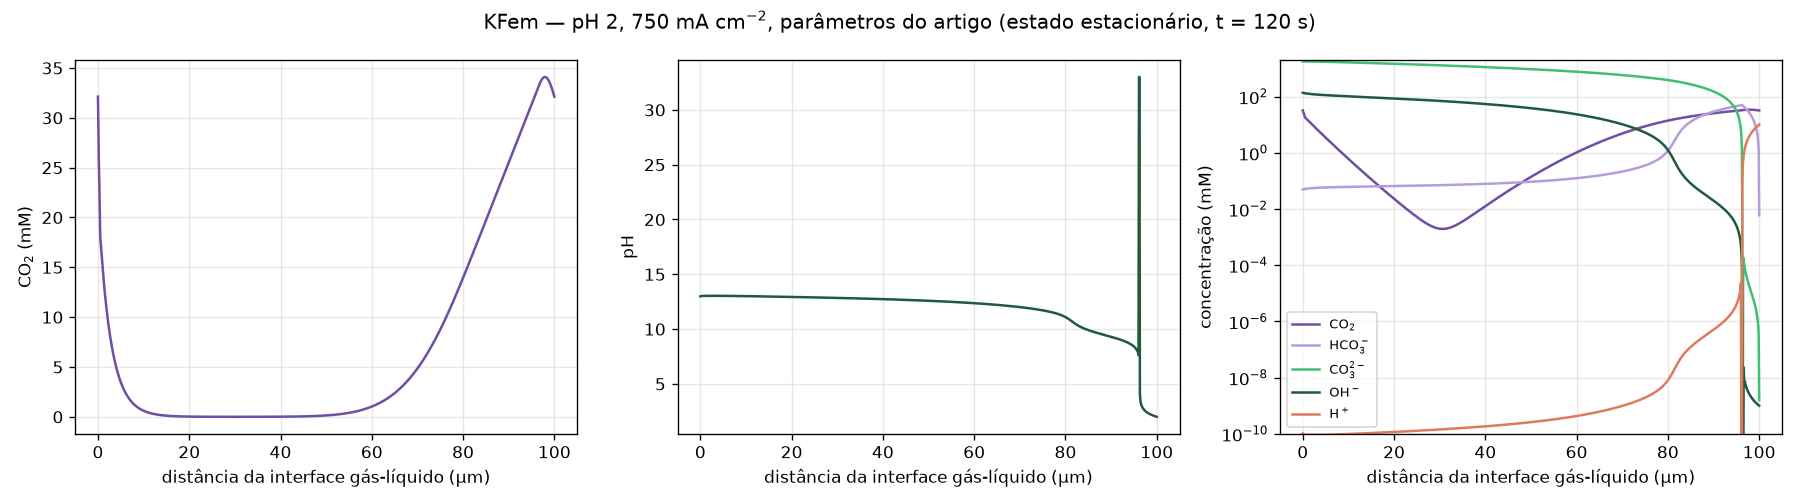 KFem — pH 2, 750 mA cm⁻², parâmetros do artigo (estado estacionário, t = 120 s)
CO₂ (mM)
35
30
25
20
15
10
5
0
0 20 40 60 80 100
distância da interface gás-líquido (µm)
pH
30
25
20
15
10
5
0 20 40 60 80 100
distância da interface gás-líquido (µm)
concentração (mM)
10²
10⁰
10⁻²
10⁻⁴
10⁻⁶
10⁻⁸
10⁻¹⁰
CO₂
HCO₃⁻
CO₃²⁻
OH⁻
H⁺
0 20 40 60 80 100
distância da interface gás-líquido (µm)